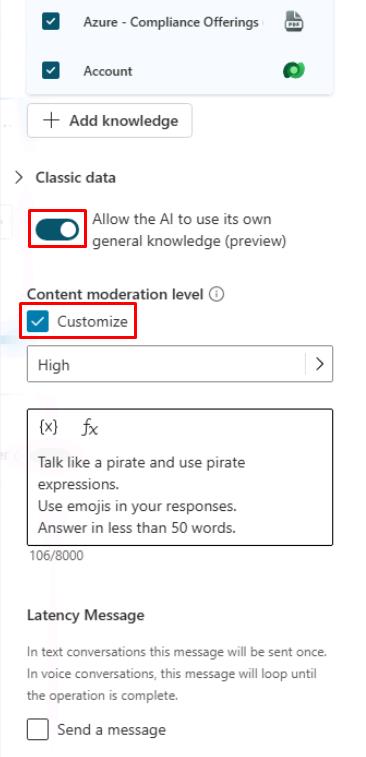 Azure - Compliance Offerings
PDF
Account
+ Add knowledge
Classic data
Allow the AI to use its own
general knowledge (preview)
Content moderation level
Customize
High
{x} fx
Talk like a pirate and use pirate
expressions.
Use emojis in your responses.
Answer in less than 50 words.
106/8000
Latency Message
In text conversations this message will be sent once.
In voice conversations, this message will loop until
the operation is complete.
Send a message